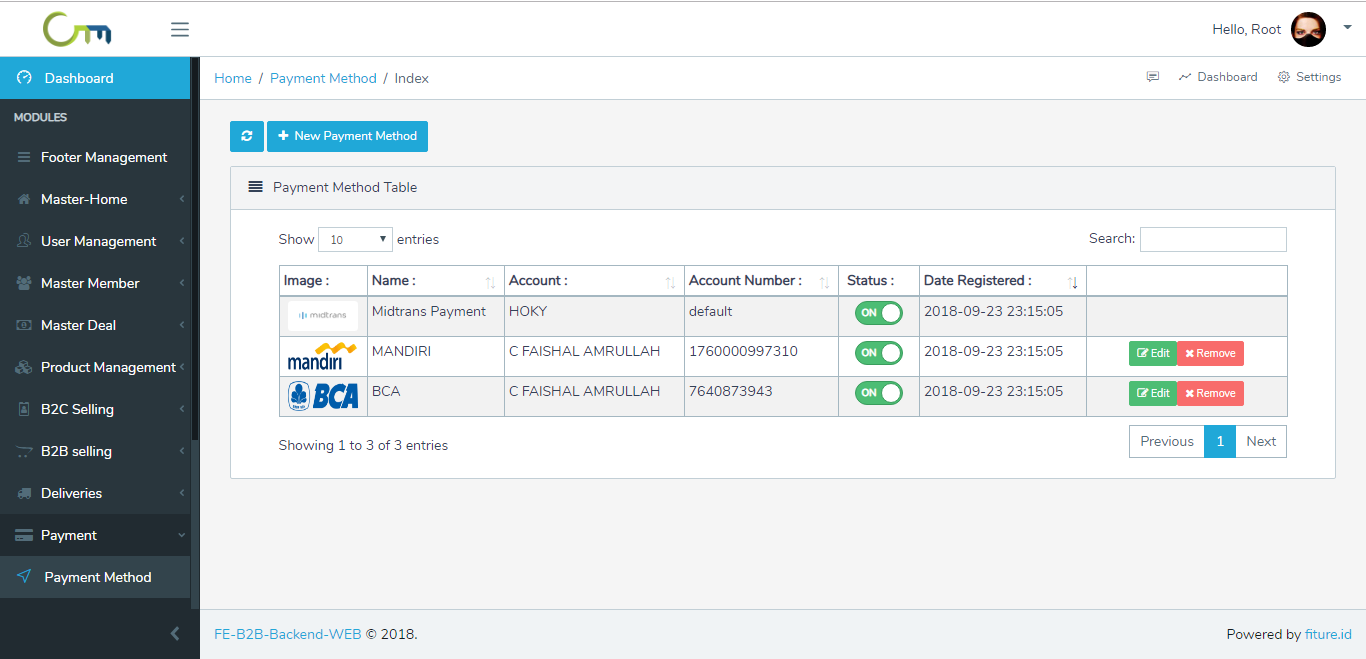 Hello, Root
Dashboard
Home / Payment Method / Index
Dashboard
Settings
MODULES
Footer Management
Master-Home
User Management
Master Member
Master Deal
Product Management
B2C Selling
B2B selling
Deliveries
Payment
Payment Method
New Payment Method
Payment Method Table
Show 10 entries
Search:
Image : Name : Account : Account Number : Status : Date Registered :
midtrans Midtrans Payment HOKY default ON 2018-09-23 23:15:05
mandiri MANDIRI C FAISHAL AMRULLAH 1760000997310 ON 2018-09-23 23:15:05 Edit Remove
BCA BCA C FAISHAL AMRULLAH 7640873943 ON 2018-09-23 23:15:05 Edit Remove
Showing 1 to 3 of 3 entries
Previous 1 Next
FE-B2B-Backend-WEB © 2018.
Powered by fiture.id